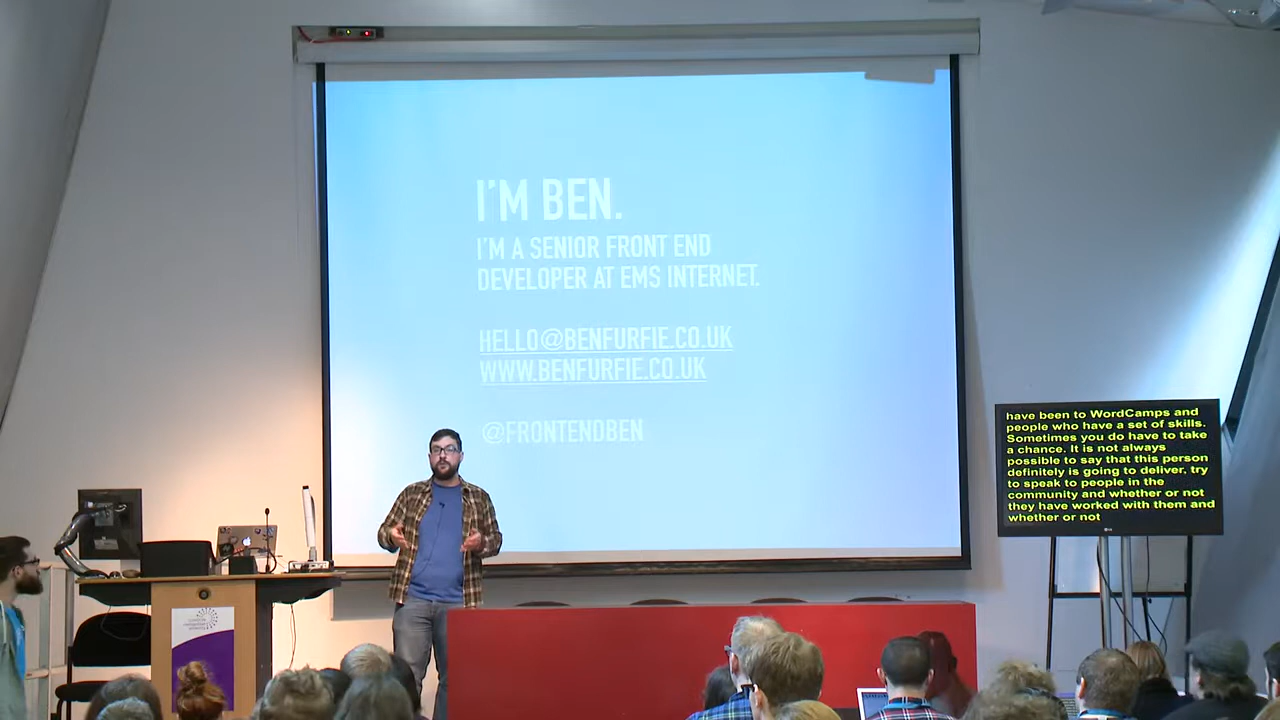 I'M BEN.
I'M A SENIOR FRONT END
DEVELOPER AT EMS INTERNET.
HELLO@BENFURFIE.CO.UK
WWW.BENFURFIE.CO.UK
@FRONTENDBEN
have been to WordCamps and
people who have a set of skills.
Sometimes you do have to take
a chance. It is not always
possible to say that this person
definitely is going to deliver, try
to speak to people in the
community and whether or not
they have worked with them and
whether or not
LG